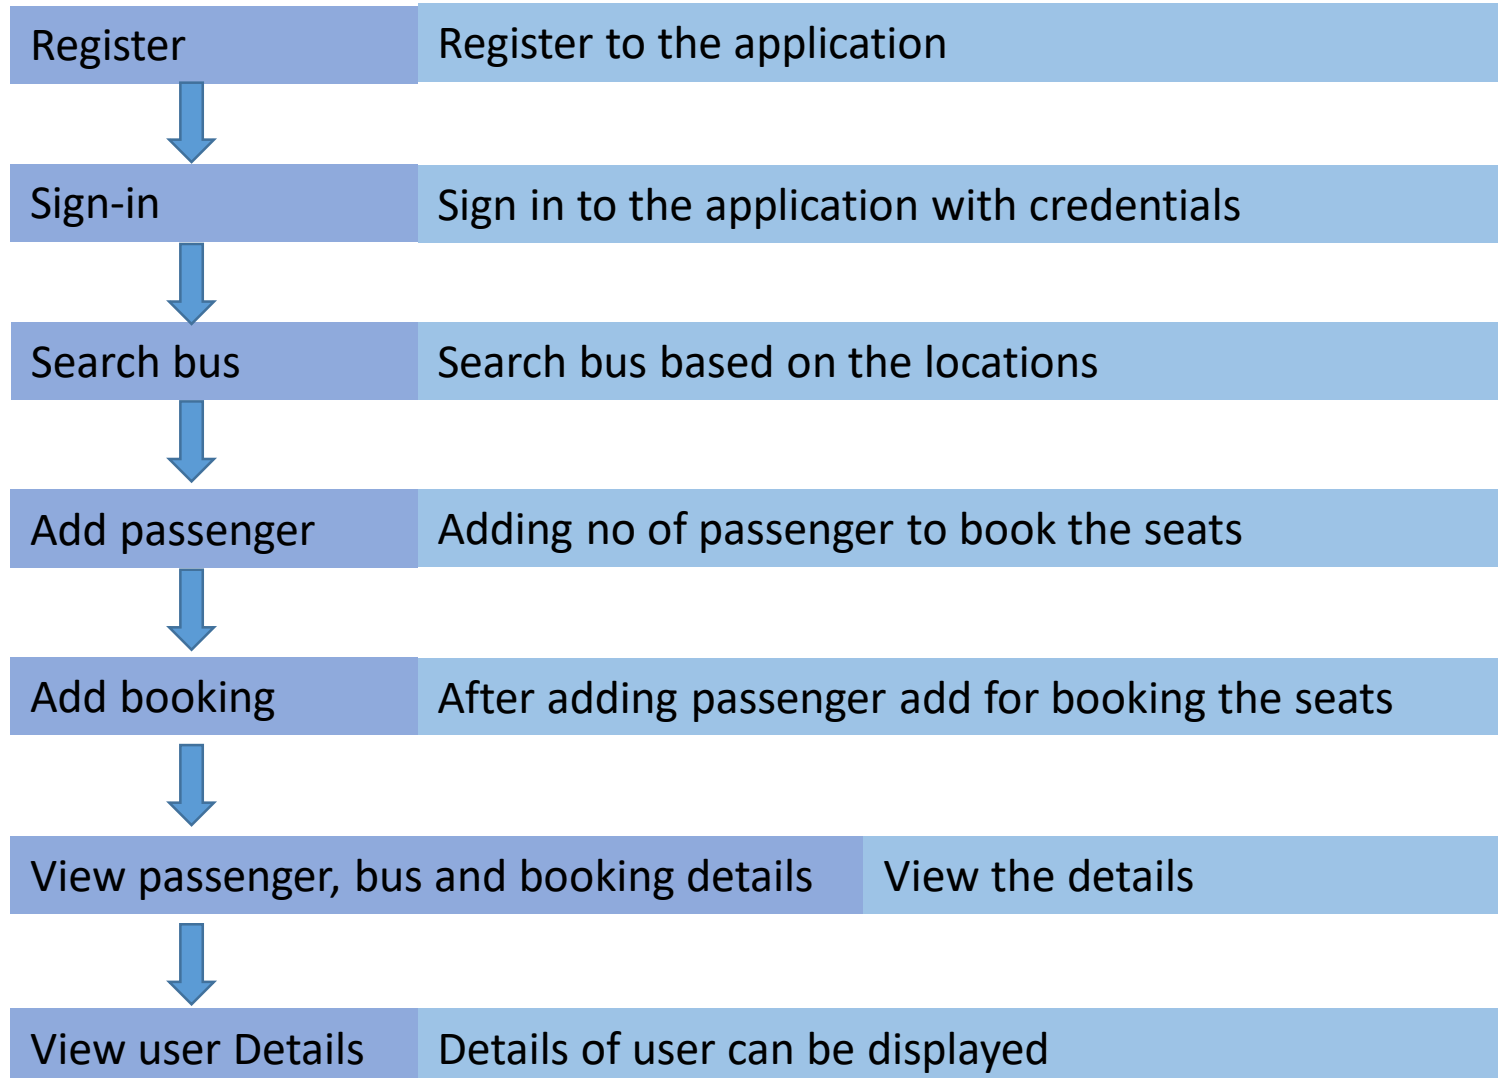 Register
Register to the application
Sign-in
Sign in to the application with credentials
Search bus
Search bus based on the locations
Add passenger
Adding no of passenger to book the seats
Add booking
After adding passenger add for booking the seats
View passenger, bus and booking details
View the details
View user Details
Details of user can be displayed